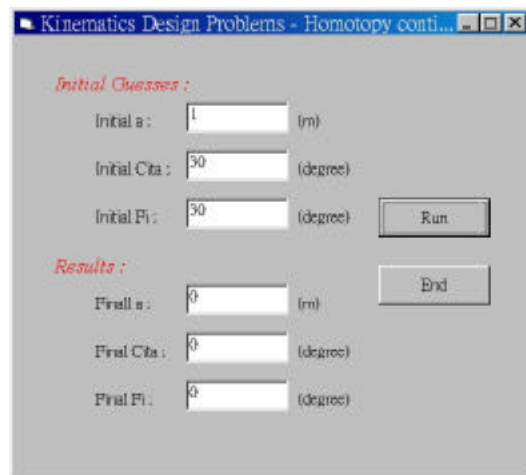 Kinematics Design Problems - Homotopy conti...
Initial Guesses :
Initial a : 1 (m)
Initial Cita : 30 (degree)
Initial Fi : 30 (degree)
Run
Results :
Finall a : 0 (m)
End
Final Cita : 0 (degree)
Final Fi : 0 (degree)